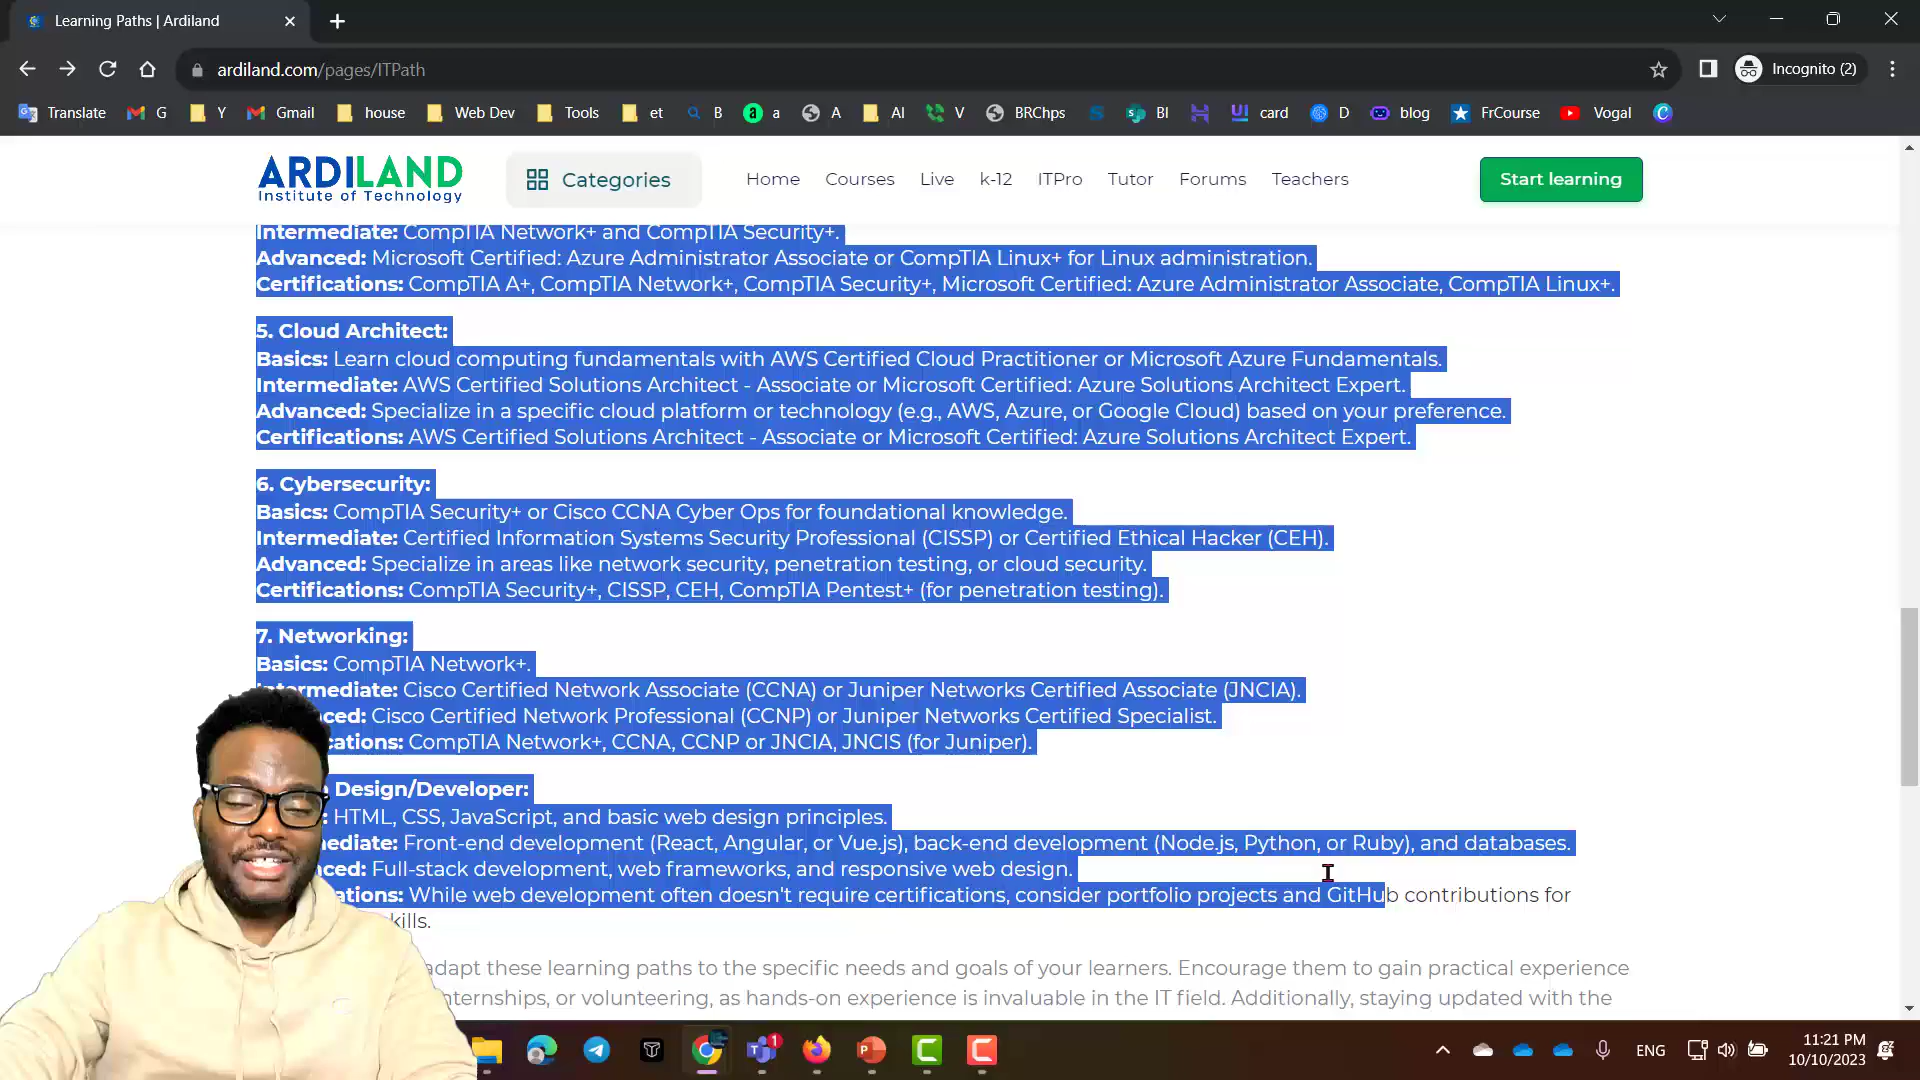 Learning Paths | Ardiland
ardiland.com/pages/ITPath
Incognito (2)
Translate G Y Gmail house Web Dev Tools et B a A AI V BRChps BI card D blog FrCourse Vogal
ARDILAND
Institute of Technology
Categories
Home Courses Live k-12 ITPro Tutor Forums Teachers
Start learning
Intermediate: CompTIA Network+ and CompTIA Security+.
Advanced: Microsoft Certified: Azure Administrator Associate or CompTIA Linux+ for Linux administration.
Certifications: CompTIA A+, CompTIA Network+, CompTIA Security+, Microsoft Certified: Azure Administrator Associate, CompTIA Linux+.
5. Cloud Architect:
Basics: Learn cloud computing fundamentals with AWS Certified Cloud Practitioner or Microsoft Azure Fundamentals.
Intermediate: AWS Certified Solutions Architect - Associate or Microsoft Certified: Azure Solutions Architect Expert.
Advanced: Specialize in a specific cloud platform or technology (e.g., AWS, Azure, or Google Cloud) based on your preference.
Certifications: AWS Certified Solutions Architect - Associate or Microsoft Certified: Azure Solutions Architect Expert.
6. Cybersecurity:
Basics: CompTIA Security+ or Cisco CCNA Cyber Ops for foundational knowledge.
Intermediate: Certified Information Systems Security Professional (CISSP) or Certified Ethical Hacker (CEH).
Advanced: Specialize in areas like network security, penetration testing, or cloud security.
Certifications: CompTIA Security+, CISSP, CEH, CompTIA Pentest+ (for penetration testing).
7. Networking:
Basics: CompTIA Network+.
Intermediate: Cisco Certified Network Associate (CCNA) or Juniper Networks Certified Associate (JNCIA).
ced: Cisco Certified Network Professional (CCNP) or Juniper Networks Certified Specialist.
cations: CompTIA Network+, CCNA, CCNP or JNCIA, JNCIS (for Juniper).
Design/Developer:
HTML, CSS, JavaScript, and basic web design principles.
mediate: Front-end development (React, Angular, or Vue.js), back-end development (Node.js, Python, or Ruby), and databases.
ced: Full-stack development, web frameworks, and responsive web design.
ations: While web development often doesn't require certifications, consider portfolio projects and GitHub contributions for
kills.
adapt these learning paths to the specific needs and goals of your learners. Encourage them to gain practical experience
nternships, or volunteering, as hands-on experience is invaluable in the IT field. Additionally, staying updated with the
1
ENG
11:21 PM
10/10/2023